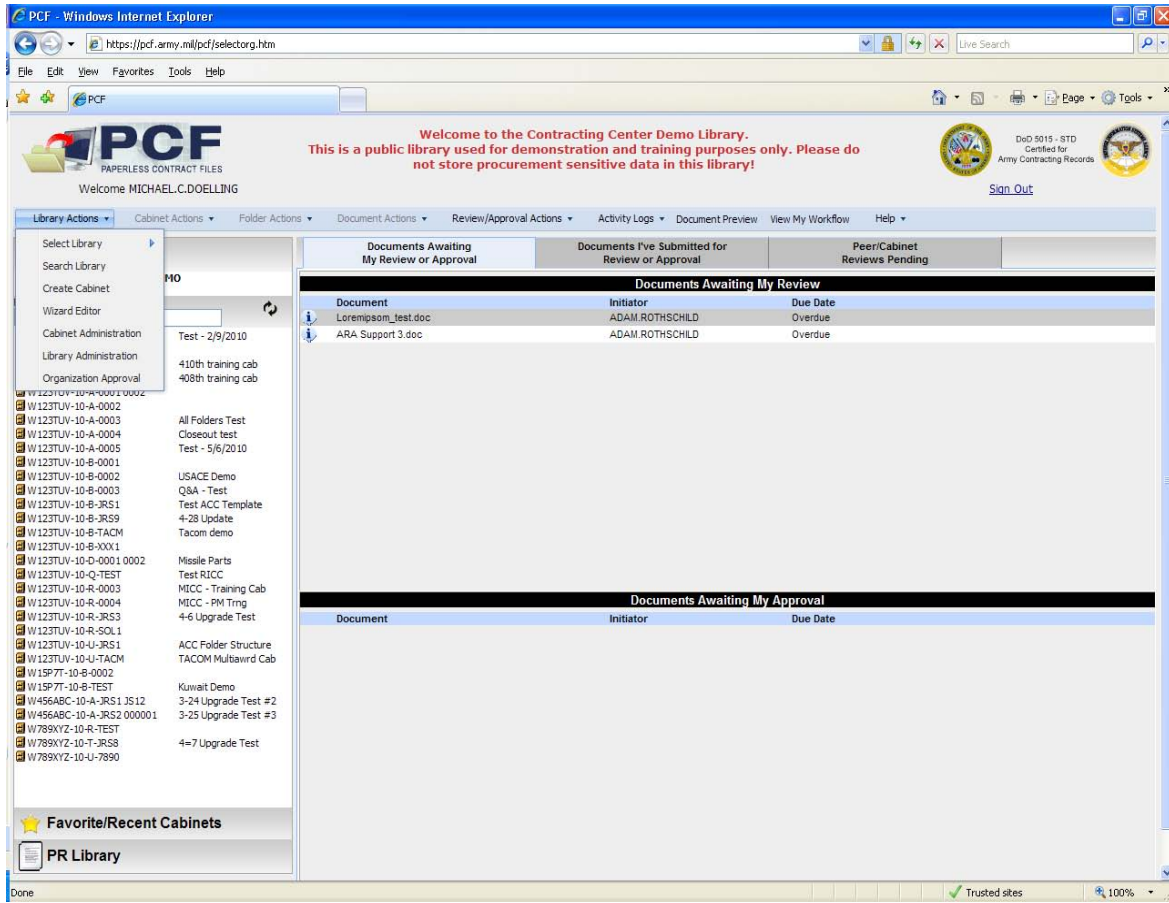 PCF - Windows Internet Explorer
https://pcf.army.mil/pcf/selectorg.htm
Live Search
File Edit View Favorites Tools Help
PCF
Page Tools
PCF
PAPERLESS CONTRACT FILES
Welcome MICHAEL.C.DOELLING
Welcome to the Contracting Center Demo Library.
This is a public library used for demonstration and training purposes only. Please do
not store procurement sensitive data in this library!
DoD 5015 - STD
Certified for
Army Contracting Records
Sign Out
Library Actions Cabinet Actions Folder Actions Document Actions Review/Approval Actions Activity Logs Document Preview View My Workflow Help
Select Library
Search Library
Create Cabinet
Wizard Editor
Cabinet Administration
Library Administration
Organization Approval
MO
Test - 2/9/2010
410th training cab
408th training cab
W123TUV-10-A-0001 0002
W123TUV-10-A-0002
W123TUV-10-A-0003 All Folders Test
W123TUV-10-A-0004 Closeout test
W123TUV-10-A-0005 Test - 5/6/2010
W123TUV-10-B-0001
W123TUV-10-B-0002 USACE Demo
W123TUV-10-B-0003 Q&A - Test
W123TUV-10-B-JRS1 Test ACC Template
W123TUV-10-B-JRS9 4-28 Update
W123TUV-10-B-TACM Tacom demo
W123TUV-10-B-XXX1
W123TUV-10-D-0001 0002 Missile Parts
W123TUV-10-Q-TEST Test RICC
W123TUV-10-R-0003 MICC - Training Cab
W123TUV-10-R-0004 MICC - PM Trng
W123TUV-10-R-JRS3 4-6 Upgrade Test
W123TUV-10-R-SOL1
W123TUV-10-U-JRS1 ACC Folder Structure
W123TUV-10-U-TACM TACOM Multiawrd Cab
W15P7T-10-B-0002
W15P7T-10-B-TEST Kuwait Demo
W456ABC-10-A-JRS1 JS12 3-24 Upgrade Test #2
W456ABC-10-A-JRS2 000001 3-25 Upgrade Test #3
W789XYZ-10-R-TEST
W789XYZ-10-T-JRS8 4=7 Upgrade Test
W789XYZ-10-U-7890
Favorite/Recent Cabinets
PR Library
Documents Awaiting
My Review or Approval
Documents I've Submitted for
Review or Approval
Peer/Cabinet
Reviews Pending
Documents Awaiting My Review
Document Initiator Due Date
Loremipsom_test.doc ADAM.ROTHSCHILD Overdue
ARA Support 3.doc ADAM.ROTHSCHILD Overdue
Documents Awaiting My Approval
Document Initiator Due Date
Done Trusted sites 100%